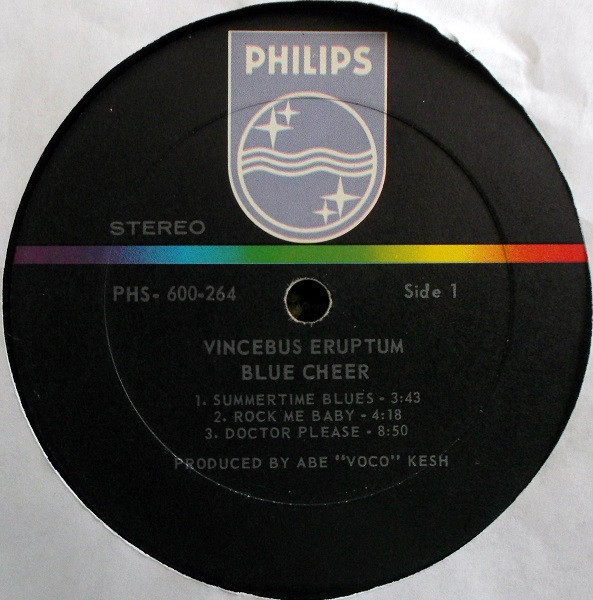 PHILIPS
STEREO
PHS- 600-264 Side 1
VINCEBUS ERUPTUM
BLUE CHEER
1. SUMMERTIME BLUES - 3:43
2. ROCK ME BABY - 4:18
3. DOCTOR PLEASE - 8:50
PRODUCED BY ABE "VOCO" KESH